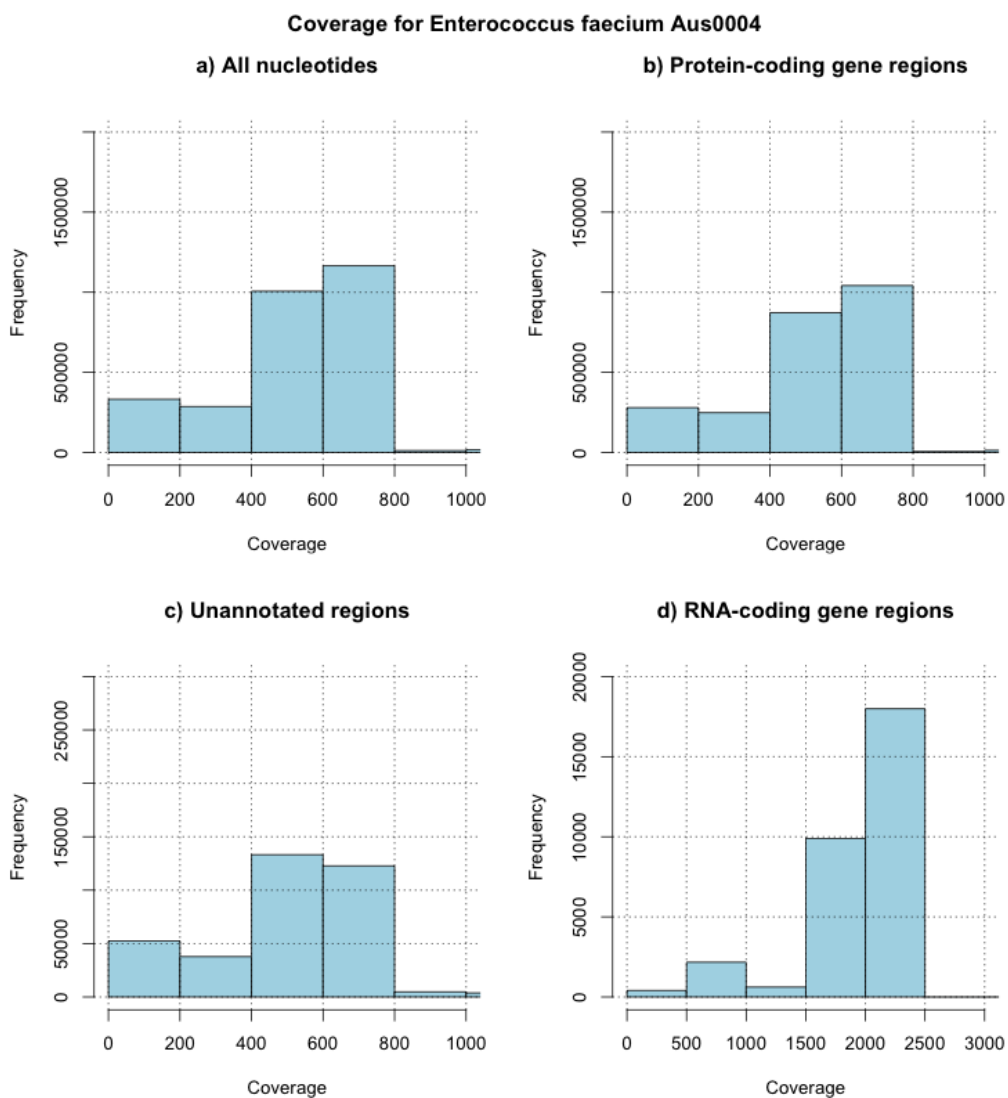 Coverage for Enterococcus faecium Aus0004
a) All nucleotides
Frequency
0
500000
1500000
0 200 400 600 800 1000
Coverage
b) Protein-coding gene regions
Frequency
0
500000
1500000
0 200 400 600 800 1000
Coverage
c) Unannotated regions
Frequency
0
50000
150000
250000
0 200 400 600 800 1000
Coverage
d) RNA-coding gene regions
Frequency
0
5000
10000
15000
20000
0 500 1000 1500 2000 2500 3000
Coverage